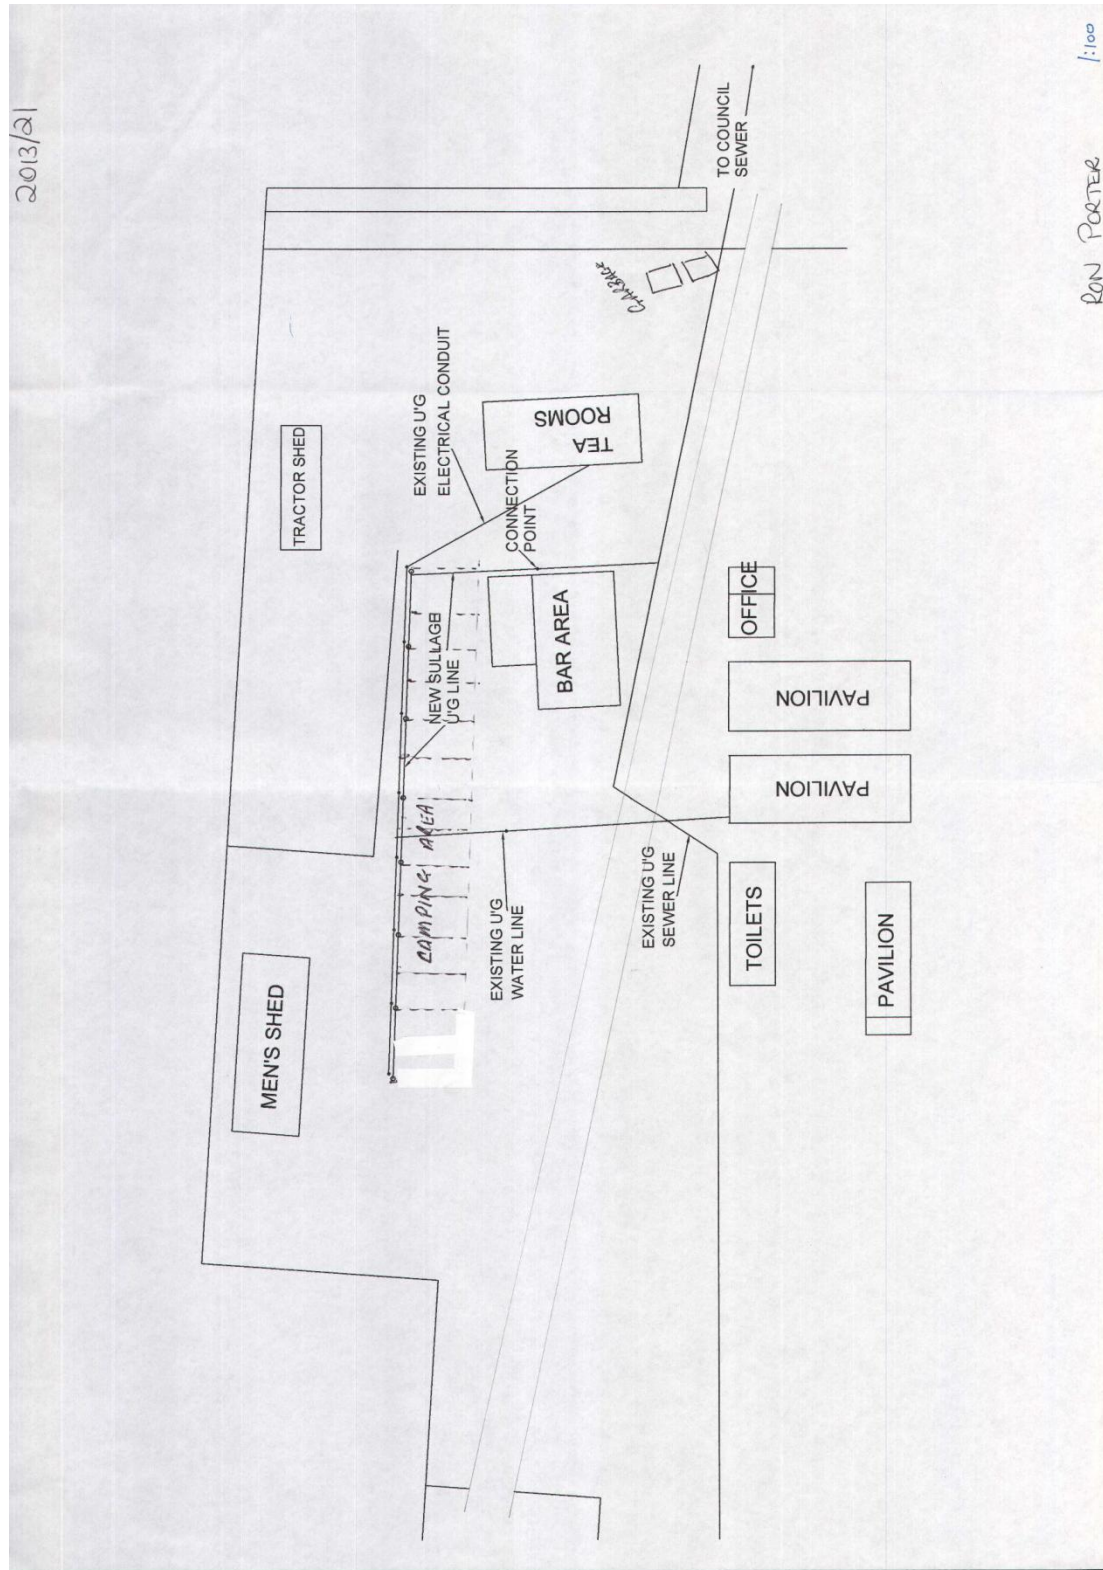 2013/21
TO COUNCIL
SEWER
GARBAGE
TRACTOR SHED
EXISTING U'G
ELECTRICAL CONDUIT
TEA
ROOMS
CONNECTION
POINT
NEW SULLAGE
U'G LINE
BAR AREA
OFFICE
PAVILION
PAVILION
CAMPING AREA
EXISTING U'G
WATER LINE
EXISTING U'G
SEWER LINE
TOILETS
PAVILION
MEN'S SHED
RON PORTER
1:100